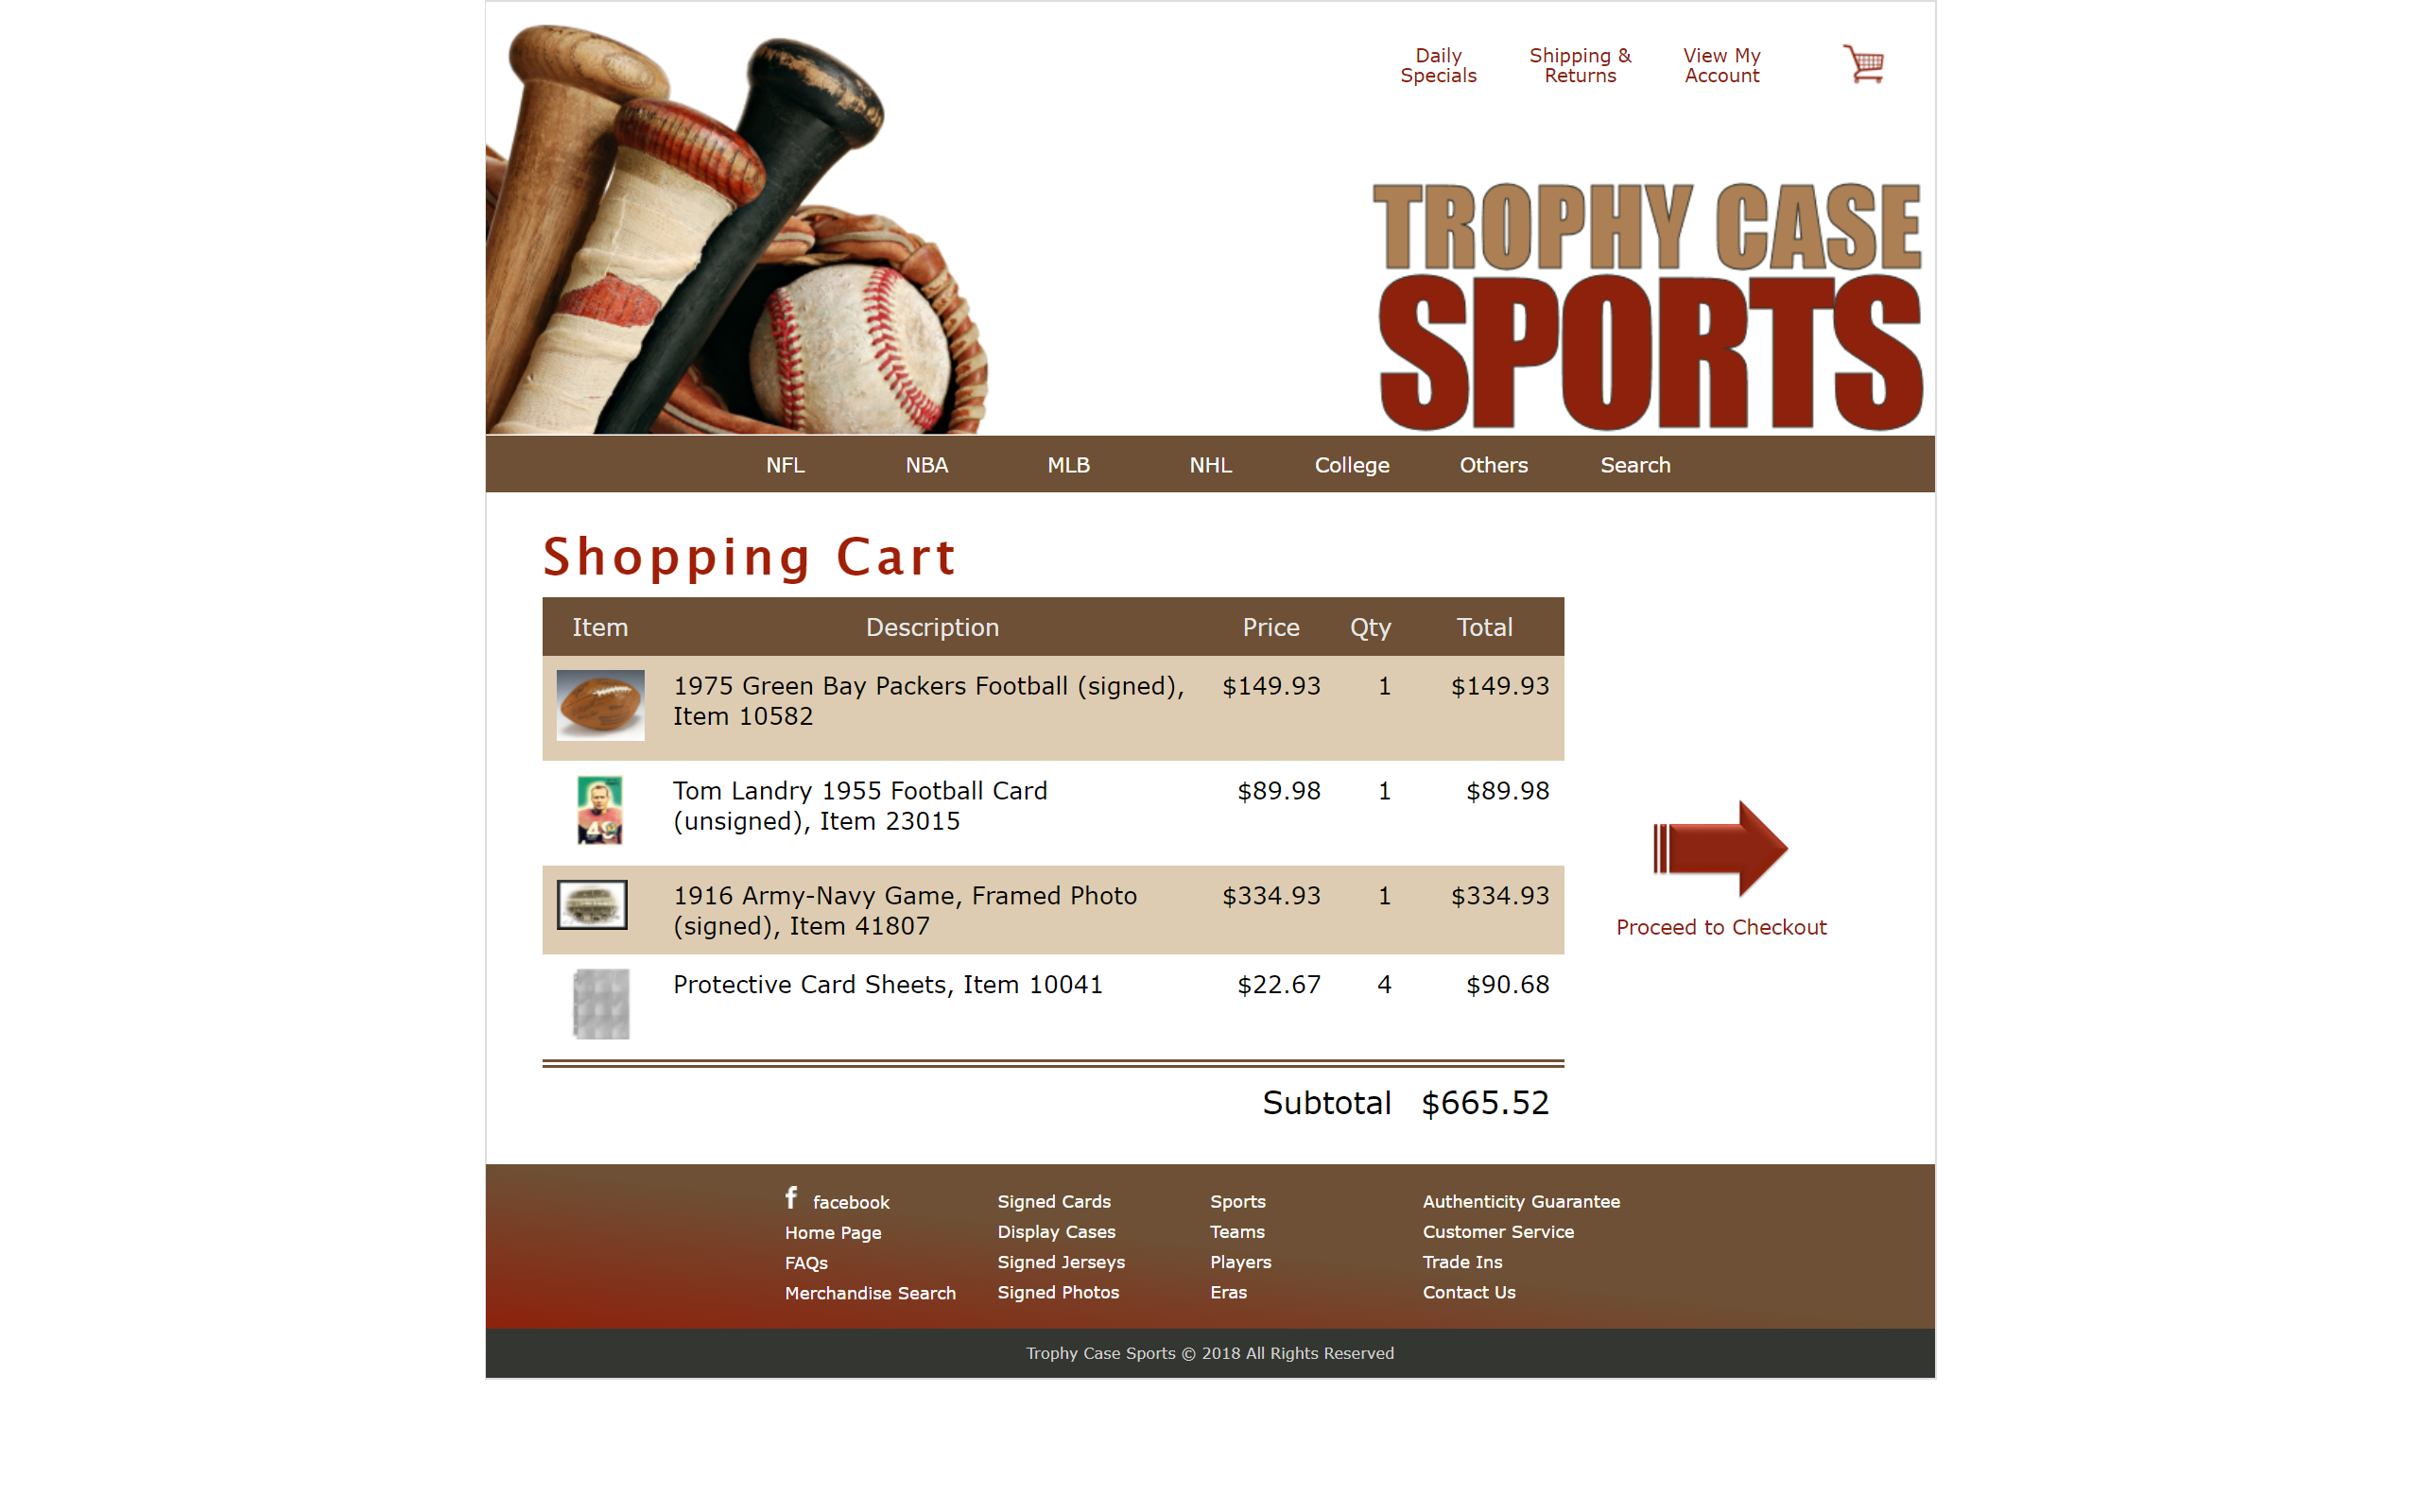 Daily
Specials
Shipping &
Returns
View My
Account
TROPHY CASE
SPORTS
NFL NBA MLB NHL College Others Search
Shopping Cart
Item Description Price Qty Total
1975 Green Bay Packers Football (signed), $149.93 1 $149.93
Item 10582
Tom Landry 1955 Football Card $89.98 1 $89.98
(unsigned), Item 23015
1916 Army-Navy Game, Framed Photo $334.93 1 $334.93
(signed), Item 41807
Protective Card Sheets, Item 10041 $22.67 4 $90.68
Subtotal $665.52
Proceed to Checkout
f facebook
Home Page
FAQs
Merchandise Search
Signed Cards
Display Cases
Signed Jerseys
Signed Photos
Sports
Teams
Players
Eras
Authenticity Guarantee
Customer Service
Trade Ins
Contact Us
Trophy Case Sports © 2018 All Rights Reserved